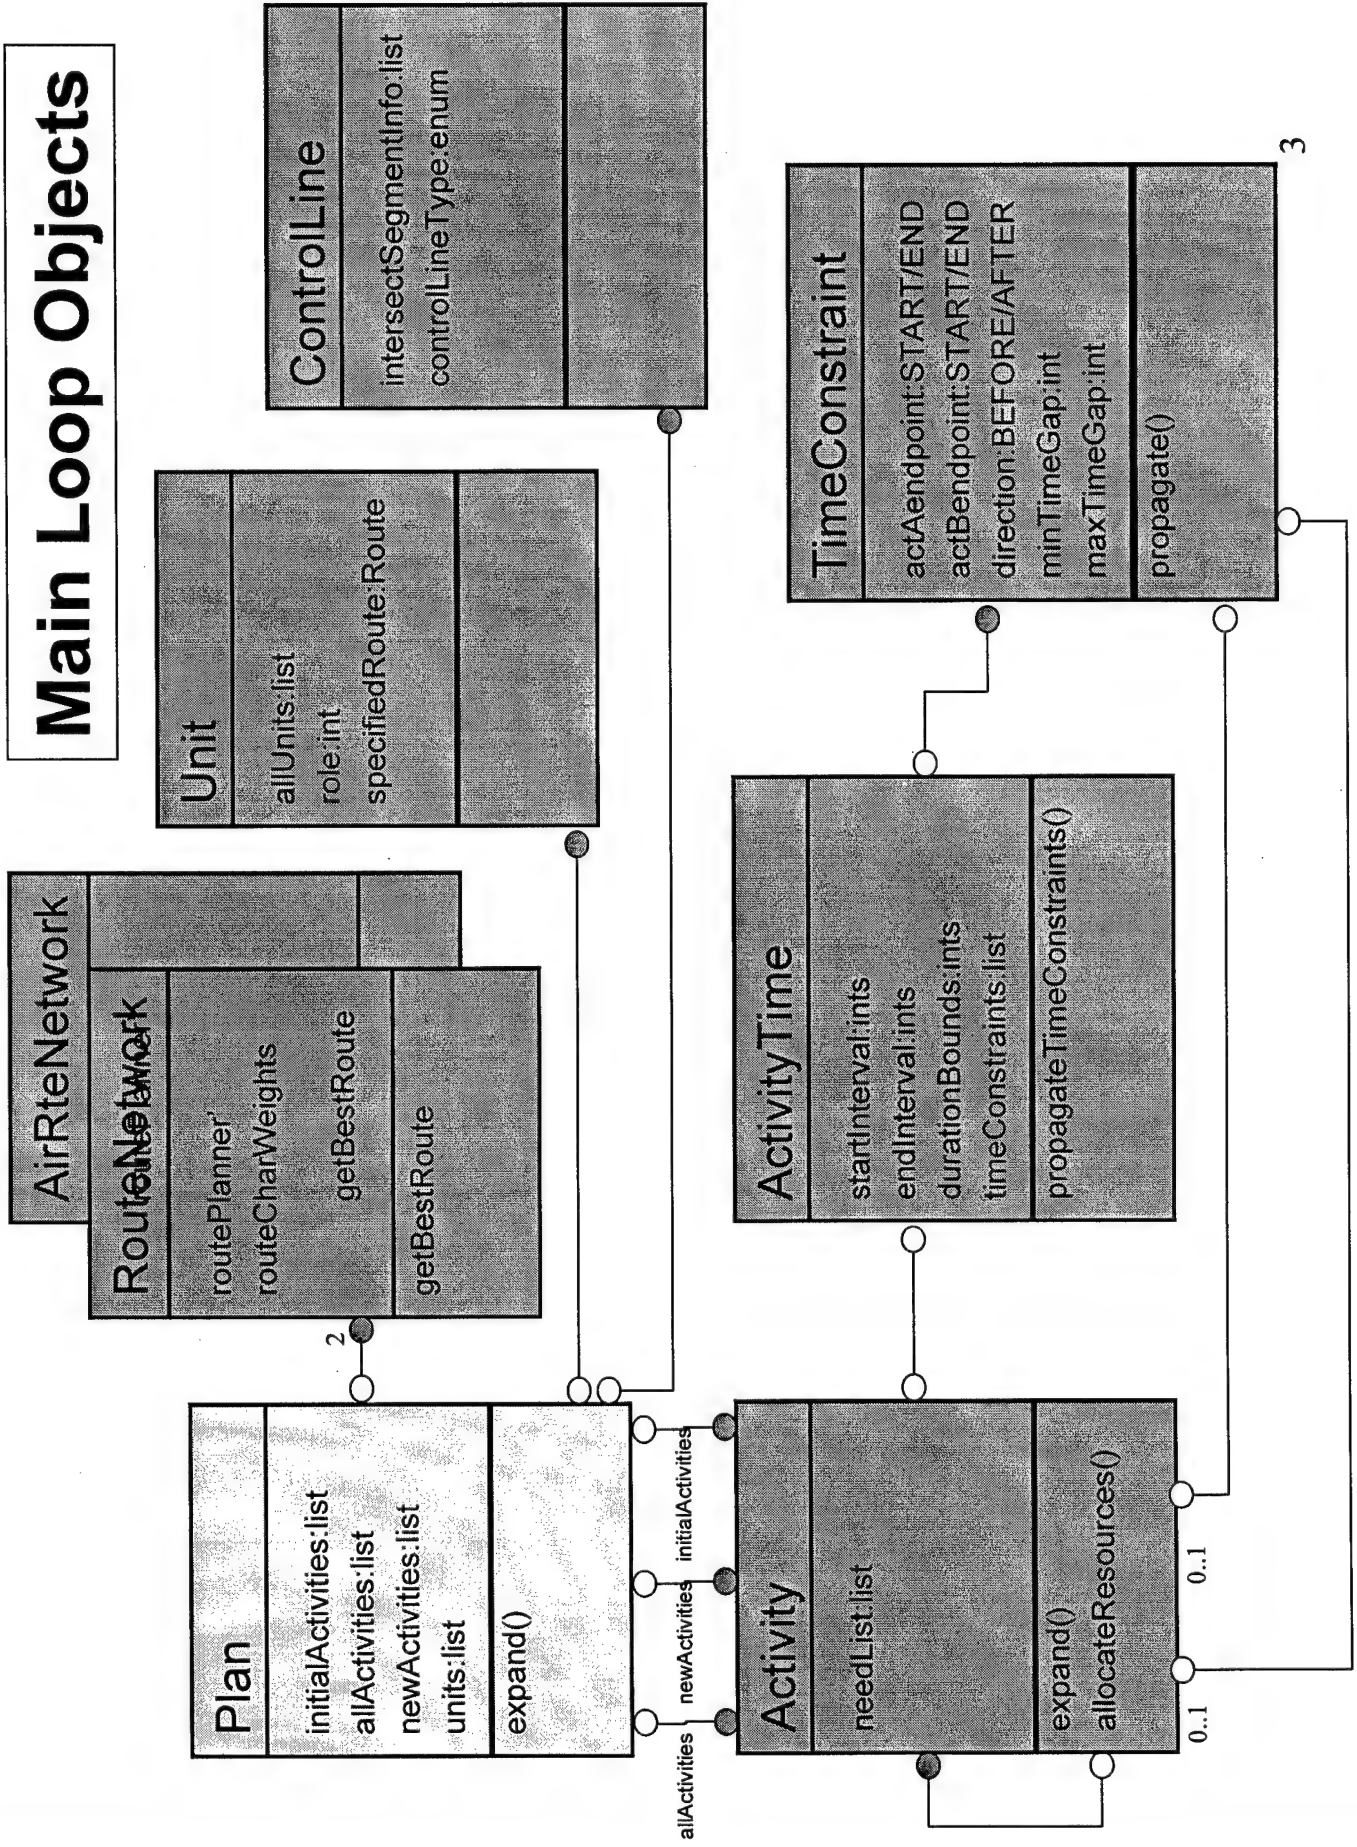 Main Loop Objects
Plan
initialActivities:list
allActivities:list
newActivities:list
units:list
expand()
2
AirRteNetwork
RouteNetwork
routePlanner,
routeCharWeights
getBestRoute
getBestRoute
Unit
allUnits:list
role:int
specifiedRoute:Route
ControlLine
intersectSegmentInfo:list
controlLineType:enum
allActivities
newActivities
initialActivities
Activity
needList:list
expand()
allocateResources()
0..1
0..1
ActivityTime
startInterval:ints
endInterval:ints
durationBounds:ints
timeConstraints:list
propagateTimeConstraints()
TimeConstraint
actAendpoint:START/END
actBendpoint:START/END
direction:BEFORE/AFTER
minTimeGap:int
maxTimeGap:int
propagate()
3